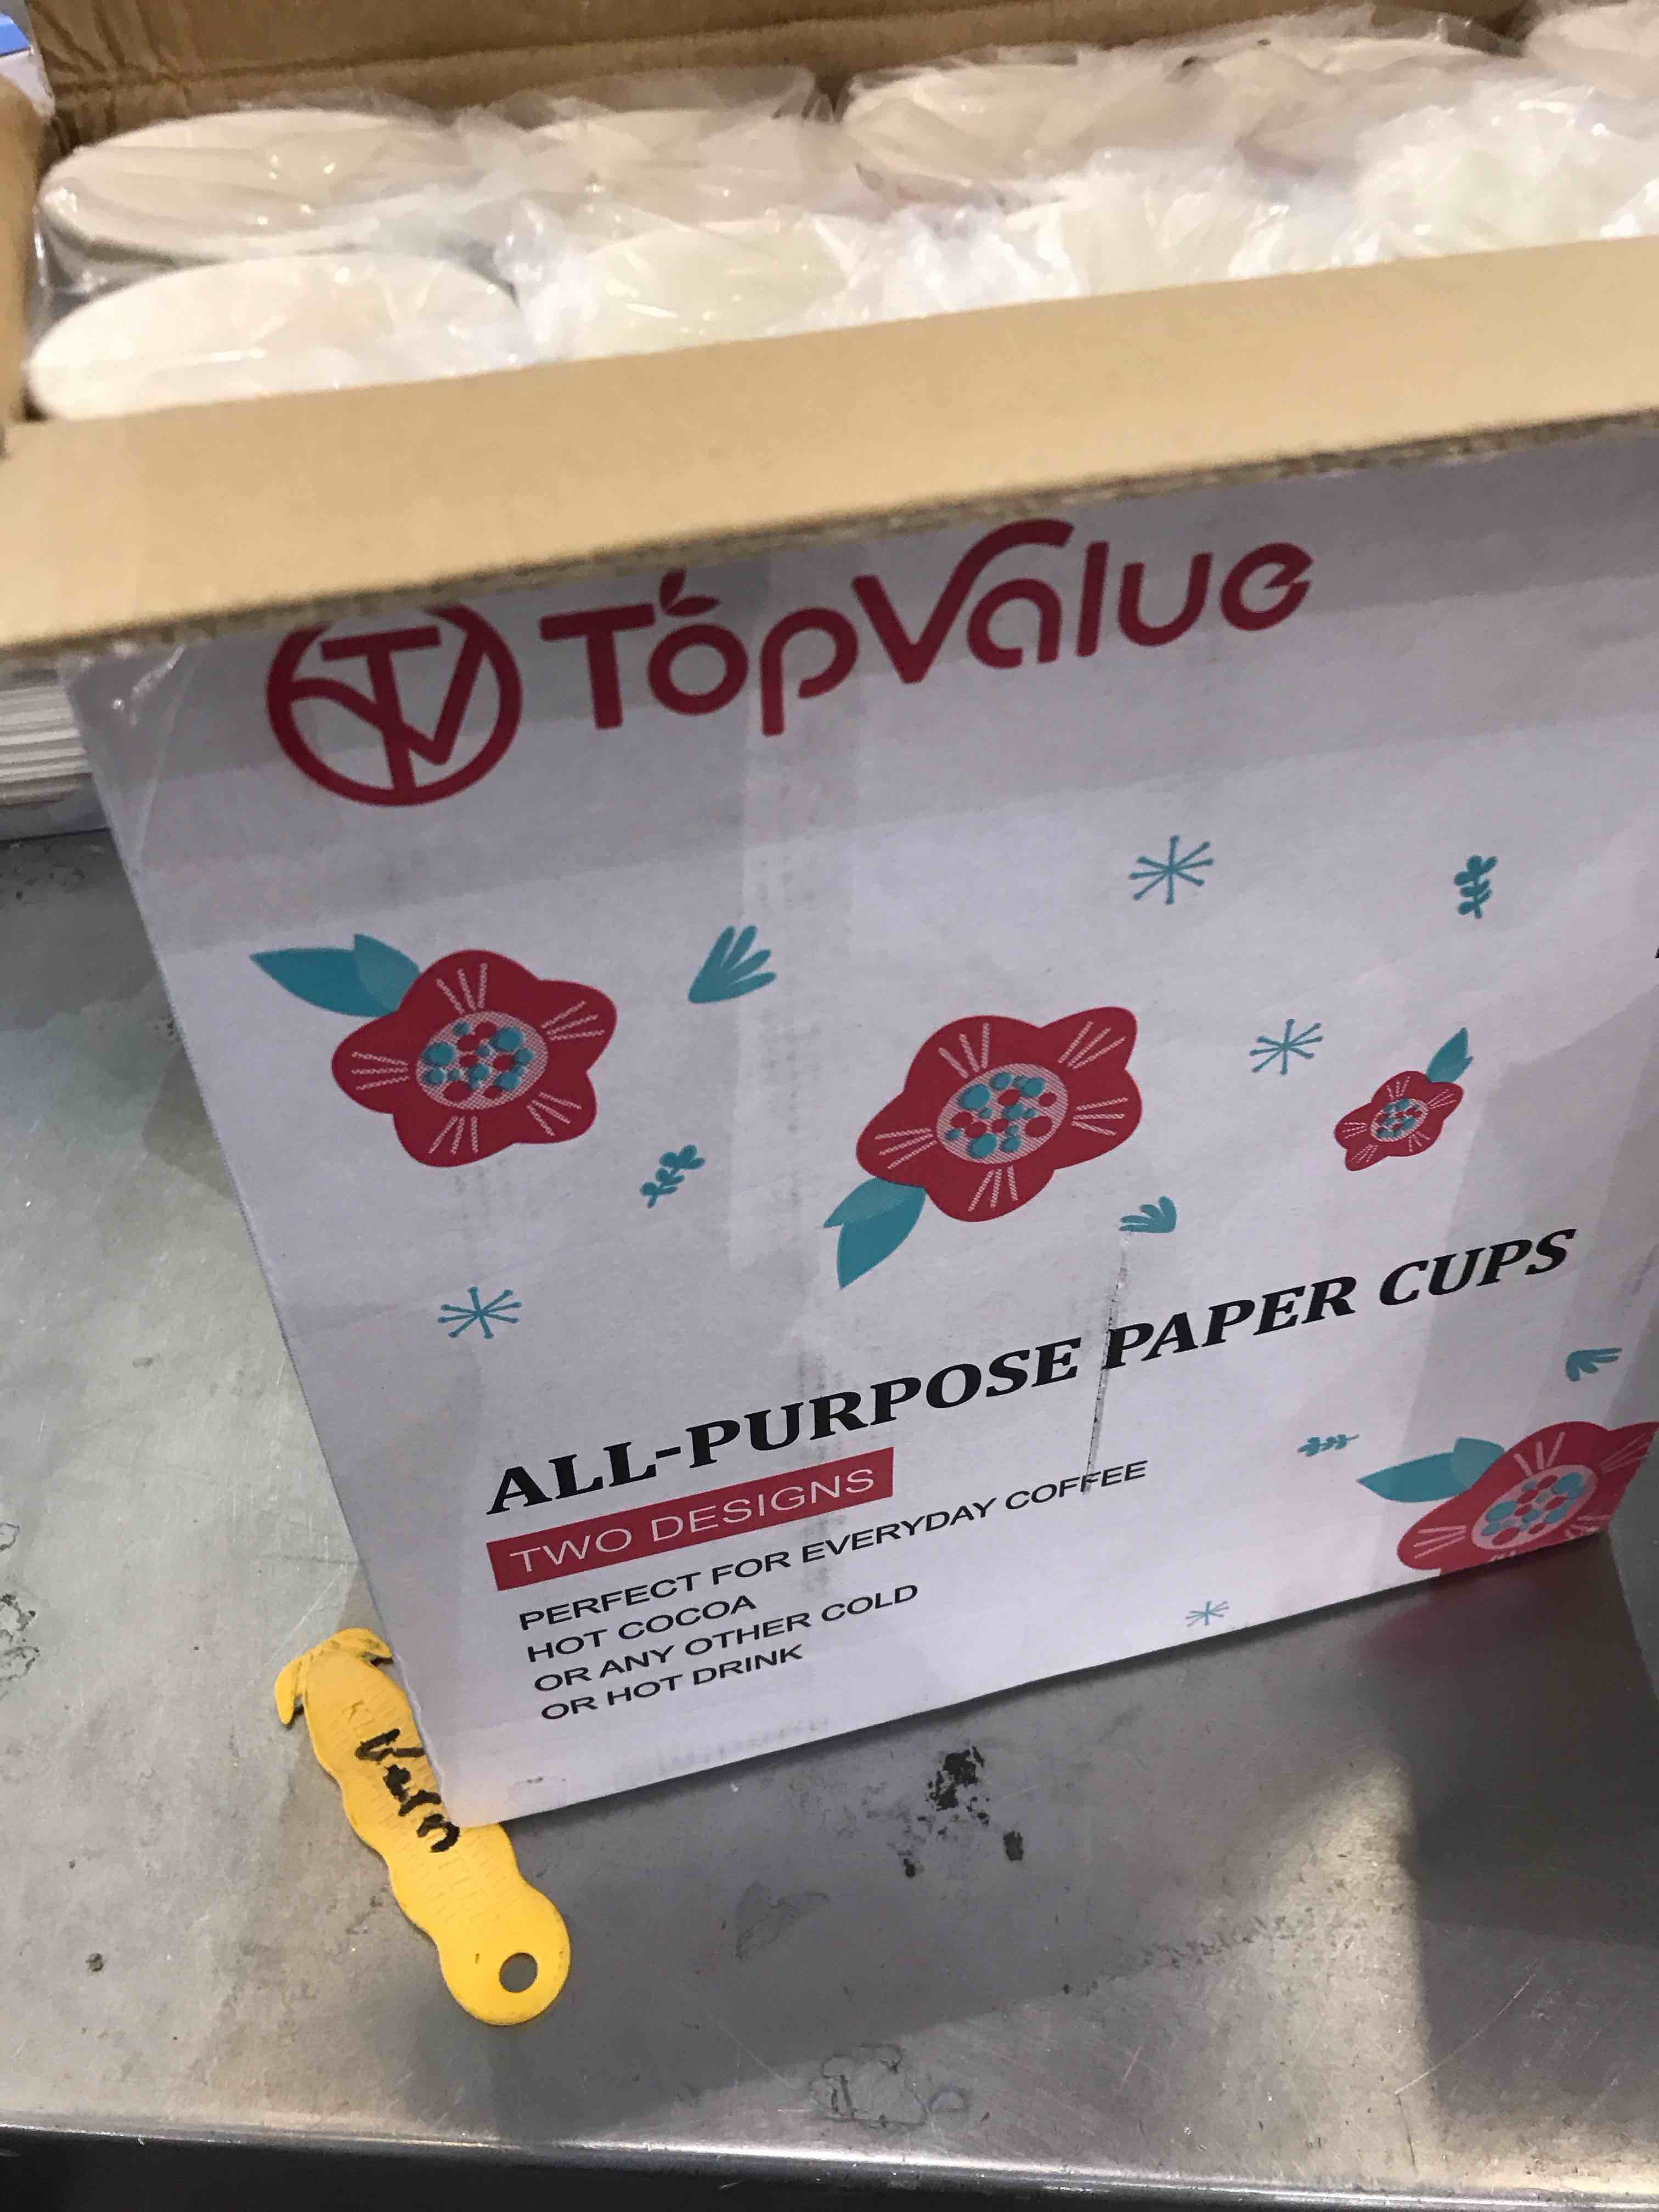 TV TopValue
ALL-PURPOSE PAPER CUPS
TWO DESIGNS
PERFECT FOR EVERYDAY COFFEE
HOT COCOA
OR ANY OTHER COLD
OR HOT DRINK